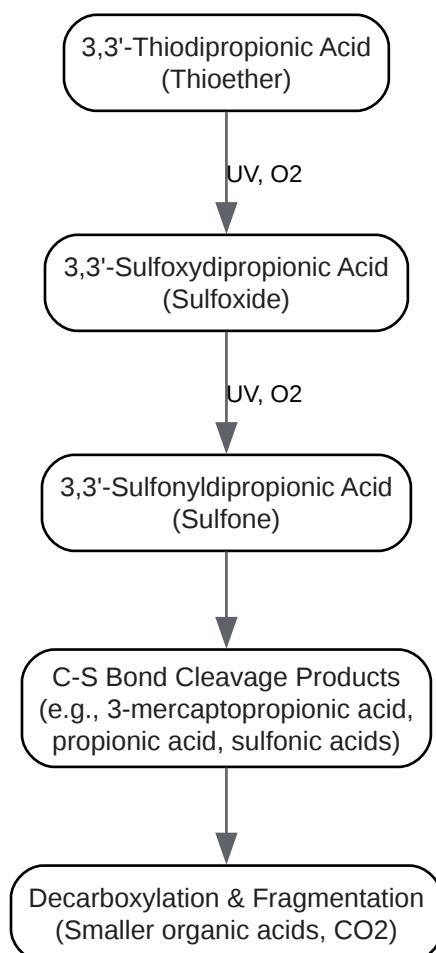 3,3'-Thiodipropionic Acid
(Thioether)
UV, O2
3,3'-Sulfoxydipropionic Acid
(Sulfoxide)
UV, O2
3,3'-Sulfonyldipropionic Acid
(Sulfone)
C-S Bond Cleavage Products
(e.g., 3-mercaptopropionic acid,
propionic acid, sulfonic acids)
Decarboxylation & Fragmentation
(Smaller organic acids, CO2)